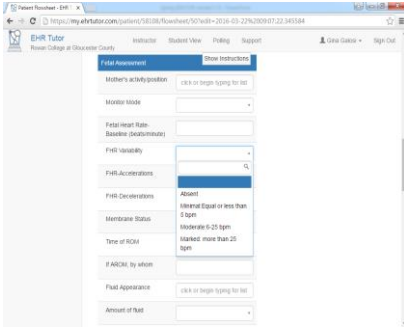 Patient Flowsheet - EHR T
https://my.ehrtutor.com/patient/58108/flowsheet/50?edit=2016-03-22%2009:07:22.345584
EHR Tutor
Rowan College at Gloucester County
Instructor Student View Polling Support
Gina Galosi Sign Out
Fetal Assessment
Show Instructions
Mother's activity/position
click or begin typing for list
Monitor Mode
Fetal Heart Rate-
Baseline (beats/minute)
FHR Variability
FHR-Accelerations
Absent
FHR-Decelerations
Minimal:Equal or less than
5 bpm
Membrane Status
Moderate 6-25 bpm
Marked: more than 25
bpm
Time of ROM
If AROM, by whom
Fluid Appearance
click or begin typing for list
Amount of fluid